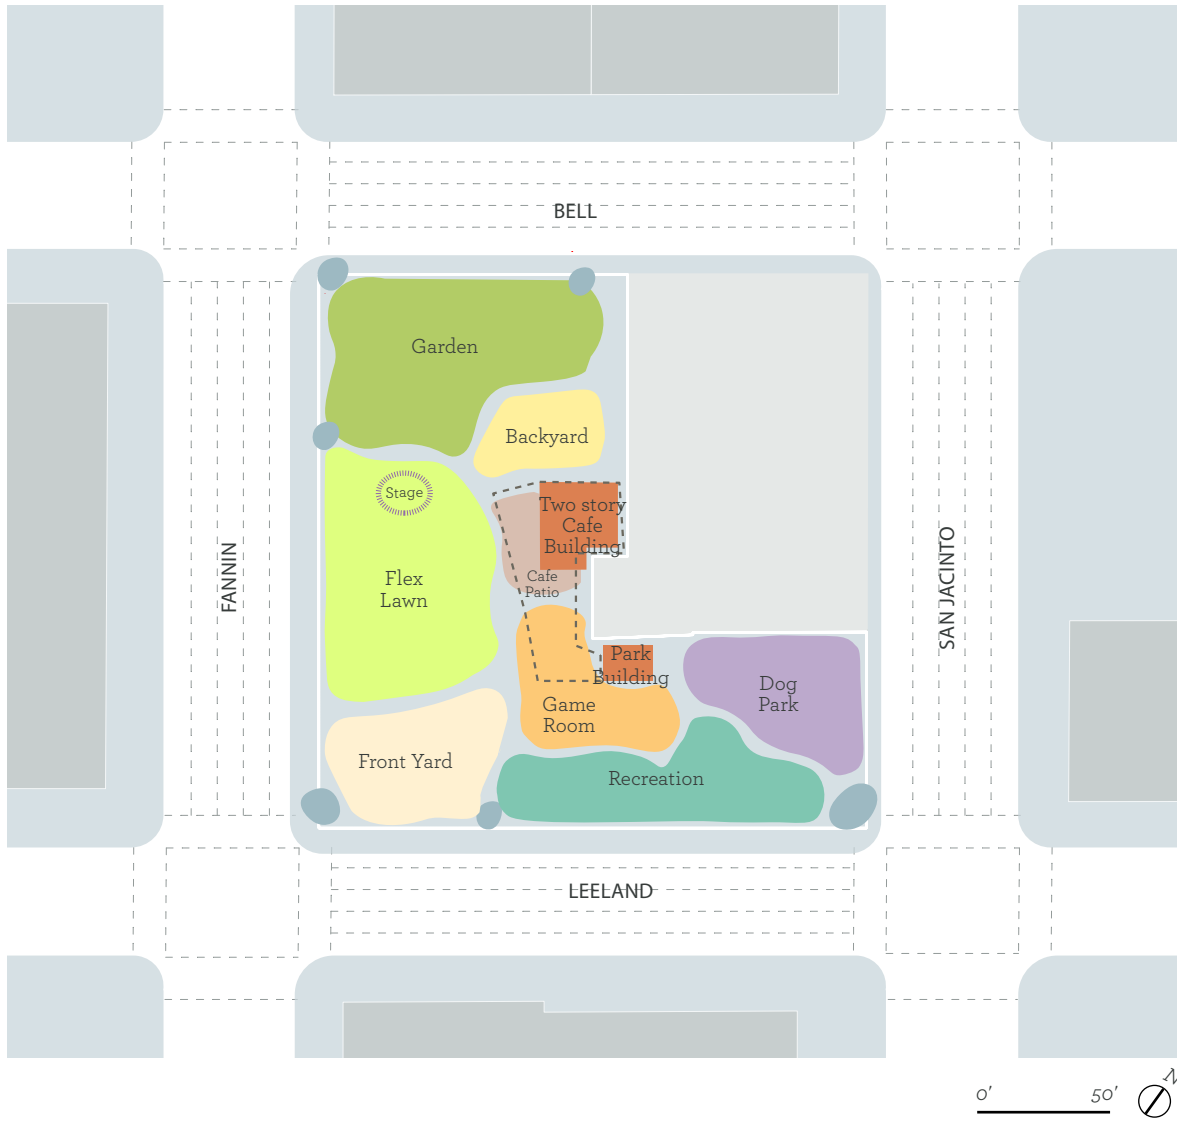 BELL
Garden
Backyard
Stage
Two story
Cafe
Building
FANNIN
SAN JACINTO
Flex
Lawn
Cafe
Patio
Park
Building
Dog
Park
Game
Room
Front Yard
Recreation
LEELAND
0'
50'
N